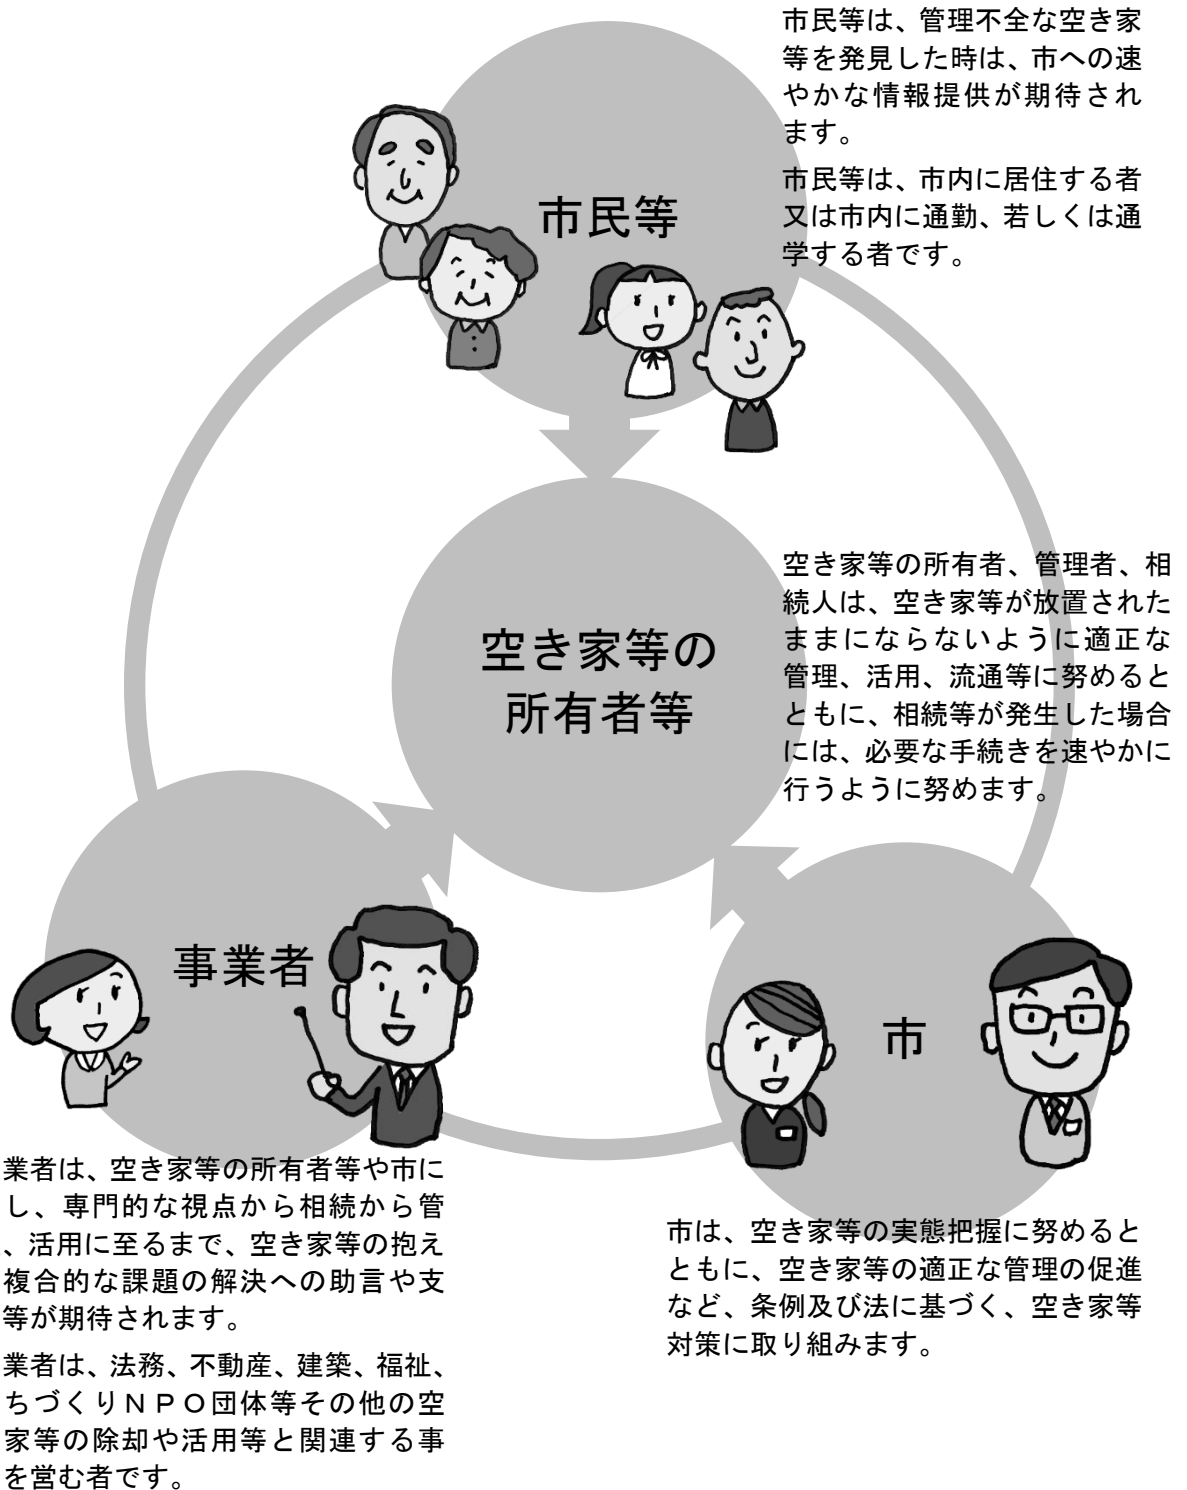 市民等は、管理不全な空き家
等を発見した時は、市への速
やかな情報提供が期待され
ます。
市民等は、市内に居住する者
又は市内に通勤、若しくは通
学する者です。
市民等
空き家等の
所有者等
空き家等の所有者、管理者、相
続人は、空き家等が放置された
ままにならないように適正な
管理、活用、流通等に努めると
ともに、相続等が発生した場合
には、必要な手続きを速やかに
行うように努めます。
事業者
市
業者は、空き家等の所有者等や市に
し、専門的な視点から相続から管
、活用に至るまで、空き家等の抱え
複合的な課題の解決への助言や支
等が期待されます。
業者は、法務、不動産、建築、福祉、
ちづくりＮＰＯ団体等その他の空
家等の除却や活用等と関連する事
を営む者です。
市は、空き家等の実態把握に努めると
ともに、空き家等の適正な管理の促進
など、条例及び法に基づく、空き家等
対策に取り組みます。